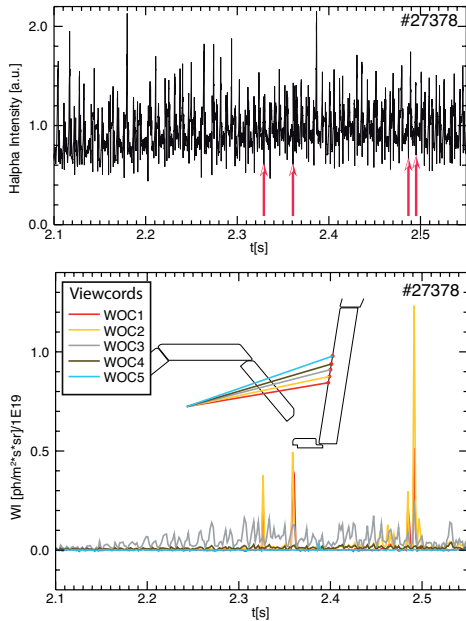 #27378
Halpha Intensity [a.u.]
2.0
1.0
0.0
2.1 2.2 2.3 2.4 2.5
t[s]
#27378
Viewcords
WOC1
WOC2
WOC3
WOC4
WOC5
WI [ph/m²*s*sr]/1E19
1.0
0.5
0.0
2.1 2.2 2.3 2.4 2.5
t[s]